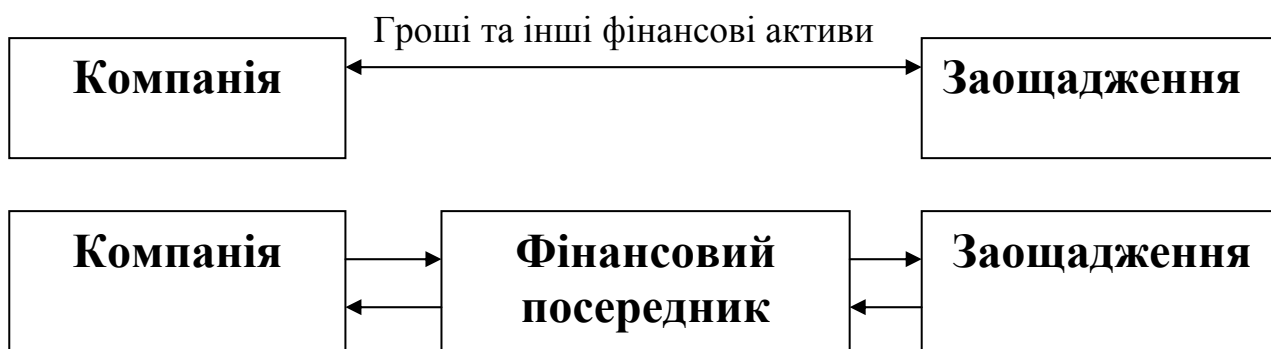 Гроші та інші фінансові активи
Компанія
Заощадження
Компанія
Фінансовий
посередник
Заощадження